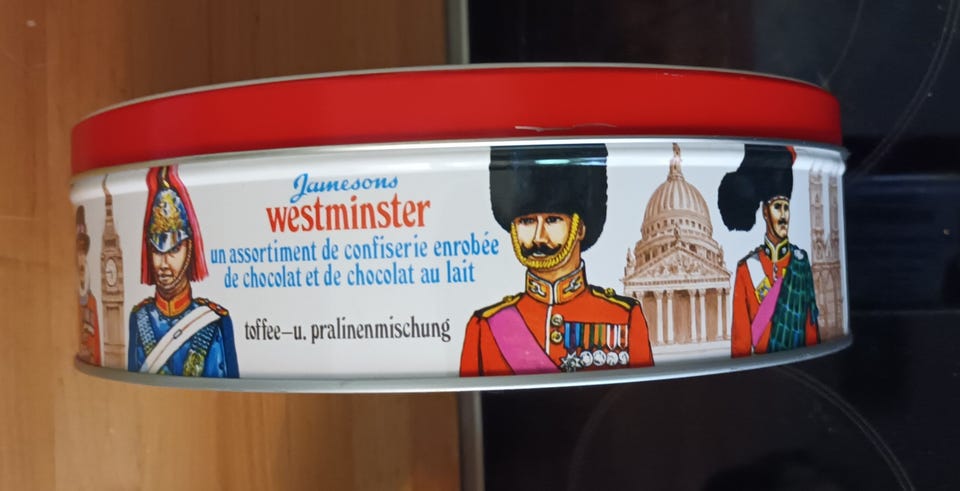 Jamesons
westminster
un assortiment de confiserie enrobée
de chocolat et de chocolat au lait
toffee-u. pralinenmischung